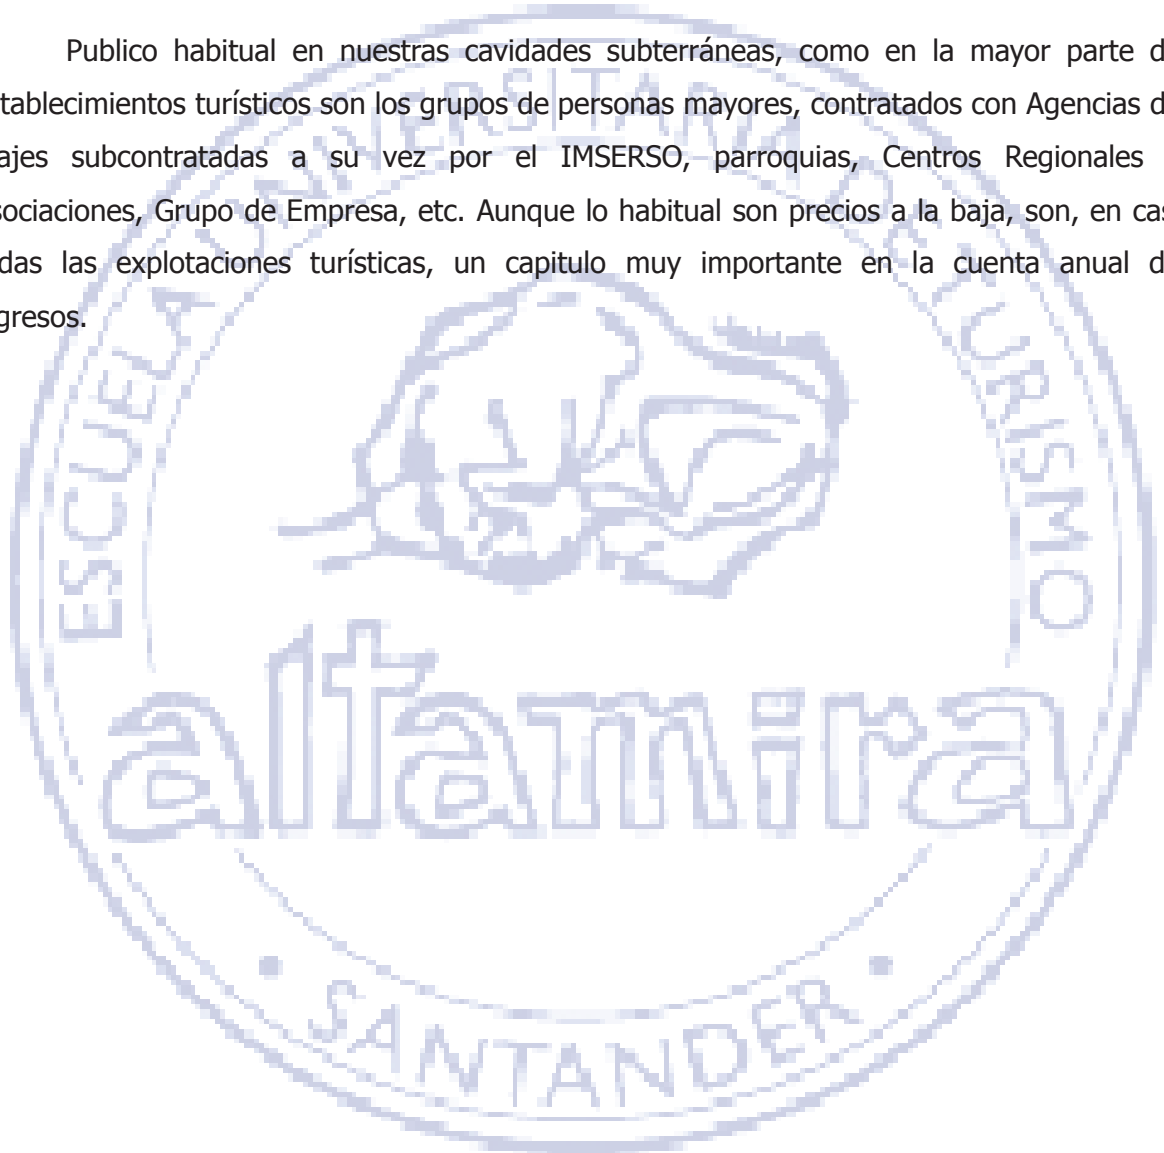 Publico habitual en nuestras cavidades subterráneas, como en la mayor parte d
tablecimientos turísticos son los grupos de personas mayores, contratados con Agencias d
ajes subcontratadas a su vez por el IMSERSO, parroquias, Centros Regionales
sociaciones, Grupo de Empresa, etc. Aunque lo habitual son precios a la baja, son, en cas
das las explotaciones turísticas, un capitulo muy importante en la cuenta anual d
gresos.
ESCUELA UNIVERSITARIA DE TURISMO
altamira
• SANTANDER •